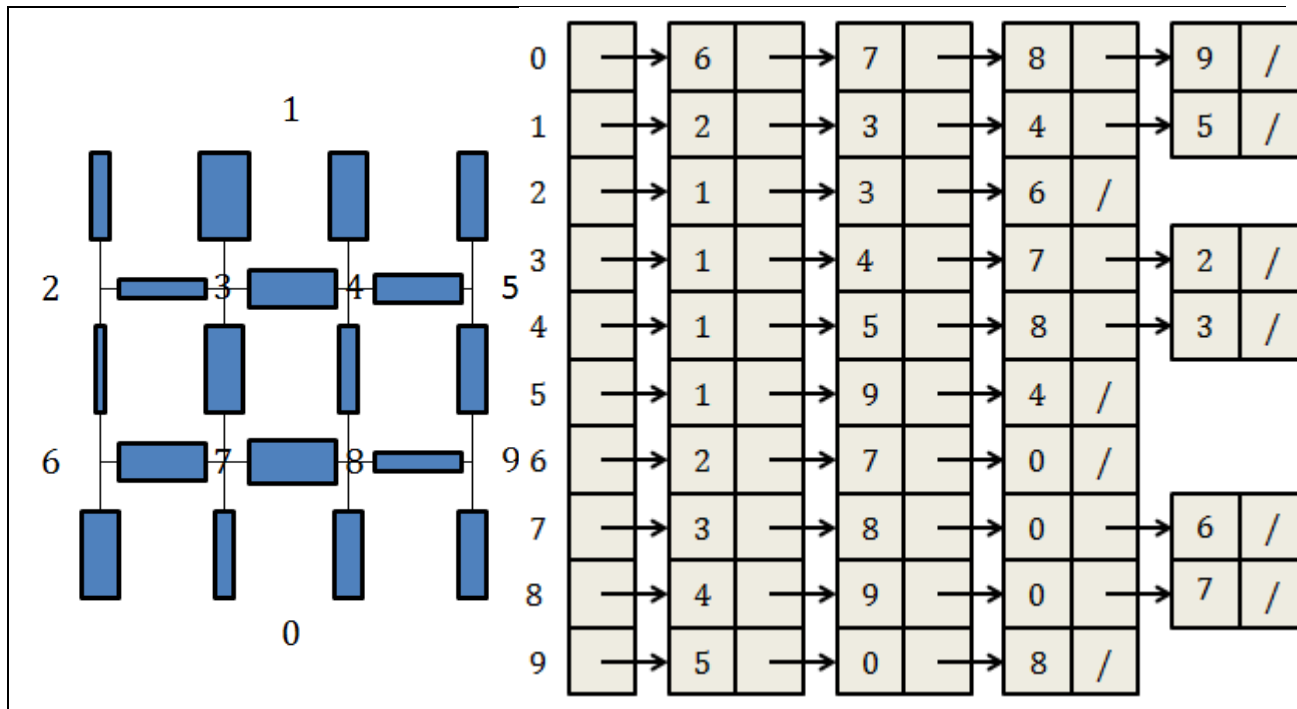 1
2 3 4 5
6 7 8 9
0
0 6 7 8 9 /
1 2 3 4 5 /
2 1 3 6 /
3 1 4 7 2 /
4 1 5 8 3 /
5 1 9 4 /
6 2 7 0 /
7 3 8 0 6 /
8 4 9 0 7 /
9 5 0 8 /